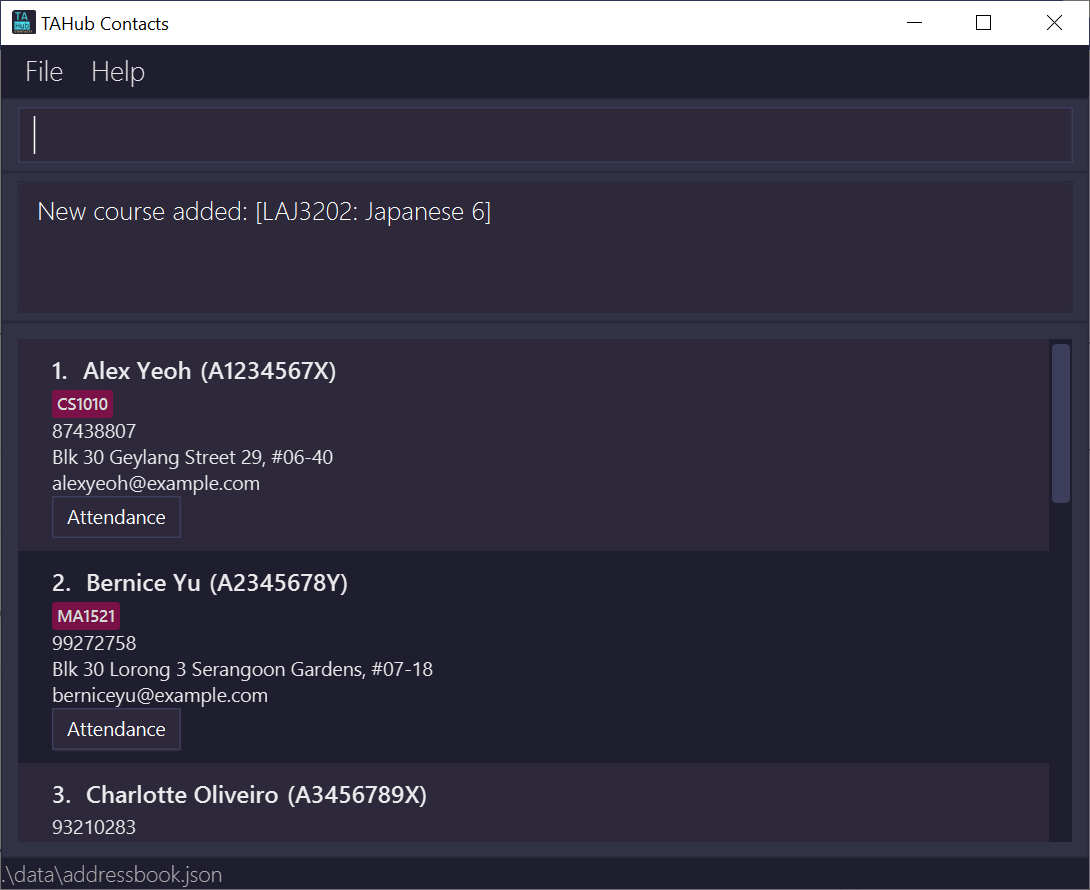 TAHub Contacts
File Help
New course added: [LAJ3202: Japanese 6]
1. Alex Yeoh (A1234567X)
CS1010
87438807
Blk 30 Geylang Street 29, #06-40
alexyeoh@example.com
Attendance
2. Bernice Yu (A2345678Y)
MA1521
99272758
Blk 30 Lorong 3 Serangoon Gardens, #07-18
berniceyu@example.com
Attendance
3. Charlotte Oliveiro (A3456789X)
93210283
.\data\addressbook.json